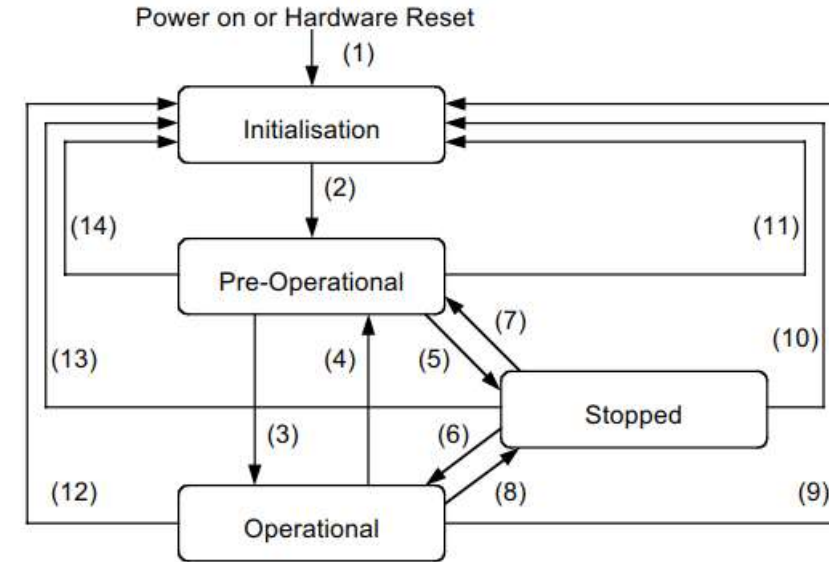 Power on or Hardware Reset
(1)
Initialisation
(2)
(14)
(11)
Pre-Operational
(7)
(13)
(4)
(5)
(10)
Stopped
(3)
(6)
(12)
(8)
(9)
Operational